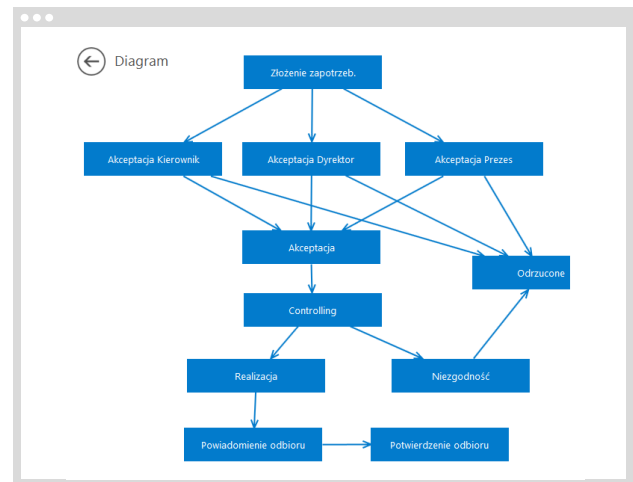 Diagram
Złożenie zapotrzeb.
Akceptacja Kierownik
Akceptacja Dyrektor
Akceptacja Prezes
Akceptacja
Odrzucone
Controlling
Realizacja
Niezgodność
Powiadomienie odbioru
Potwierdzenie odbioru